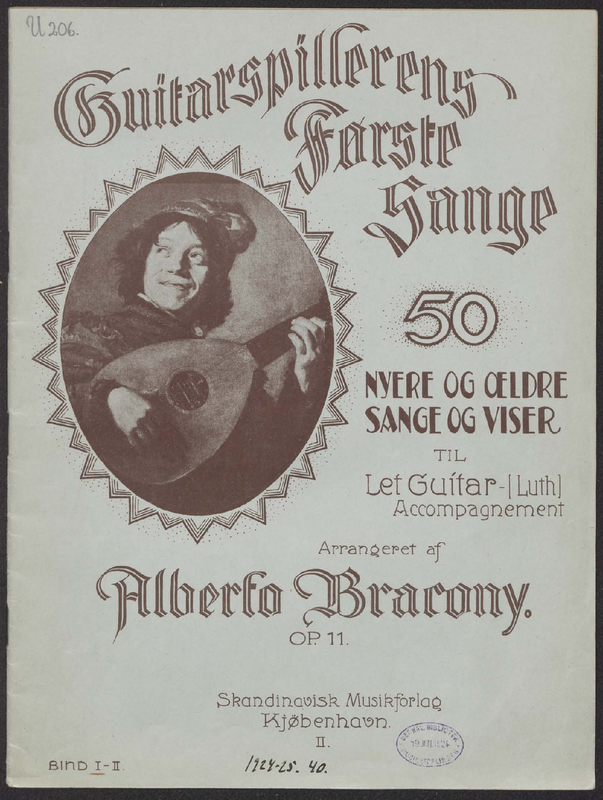 U 206.
Guitarspillerens
Første
Sange
50
NYERE OG ŒLDRE
SANGE OG VISER
TIL
Let Guitar-(Luth)
Accompagnement
Arrangeret af
Alberto Bracony.
OP. 11.
Skandinavisk Musikforlag
Kjøbenhavn.
II.
BIND I-II.
1924-25. 40.